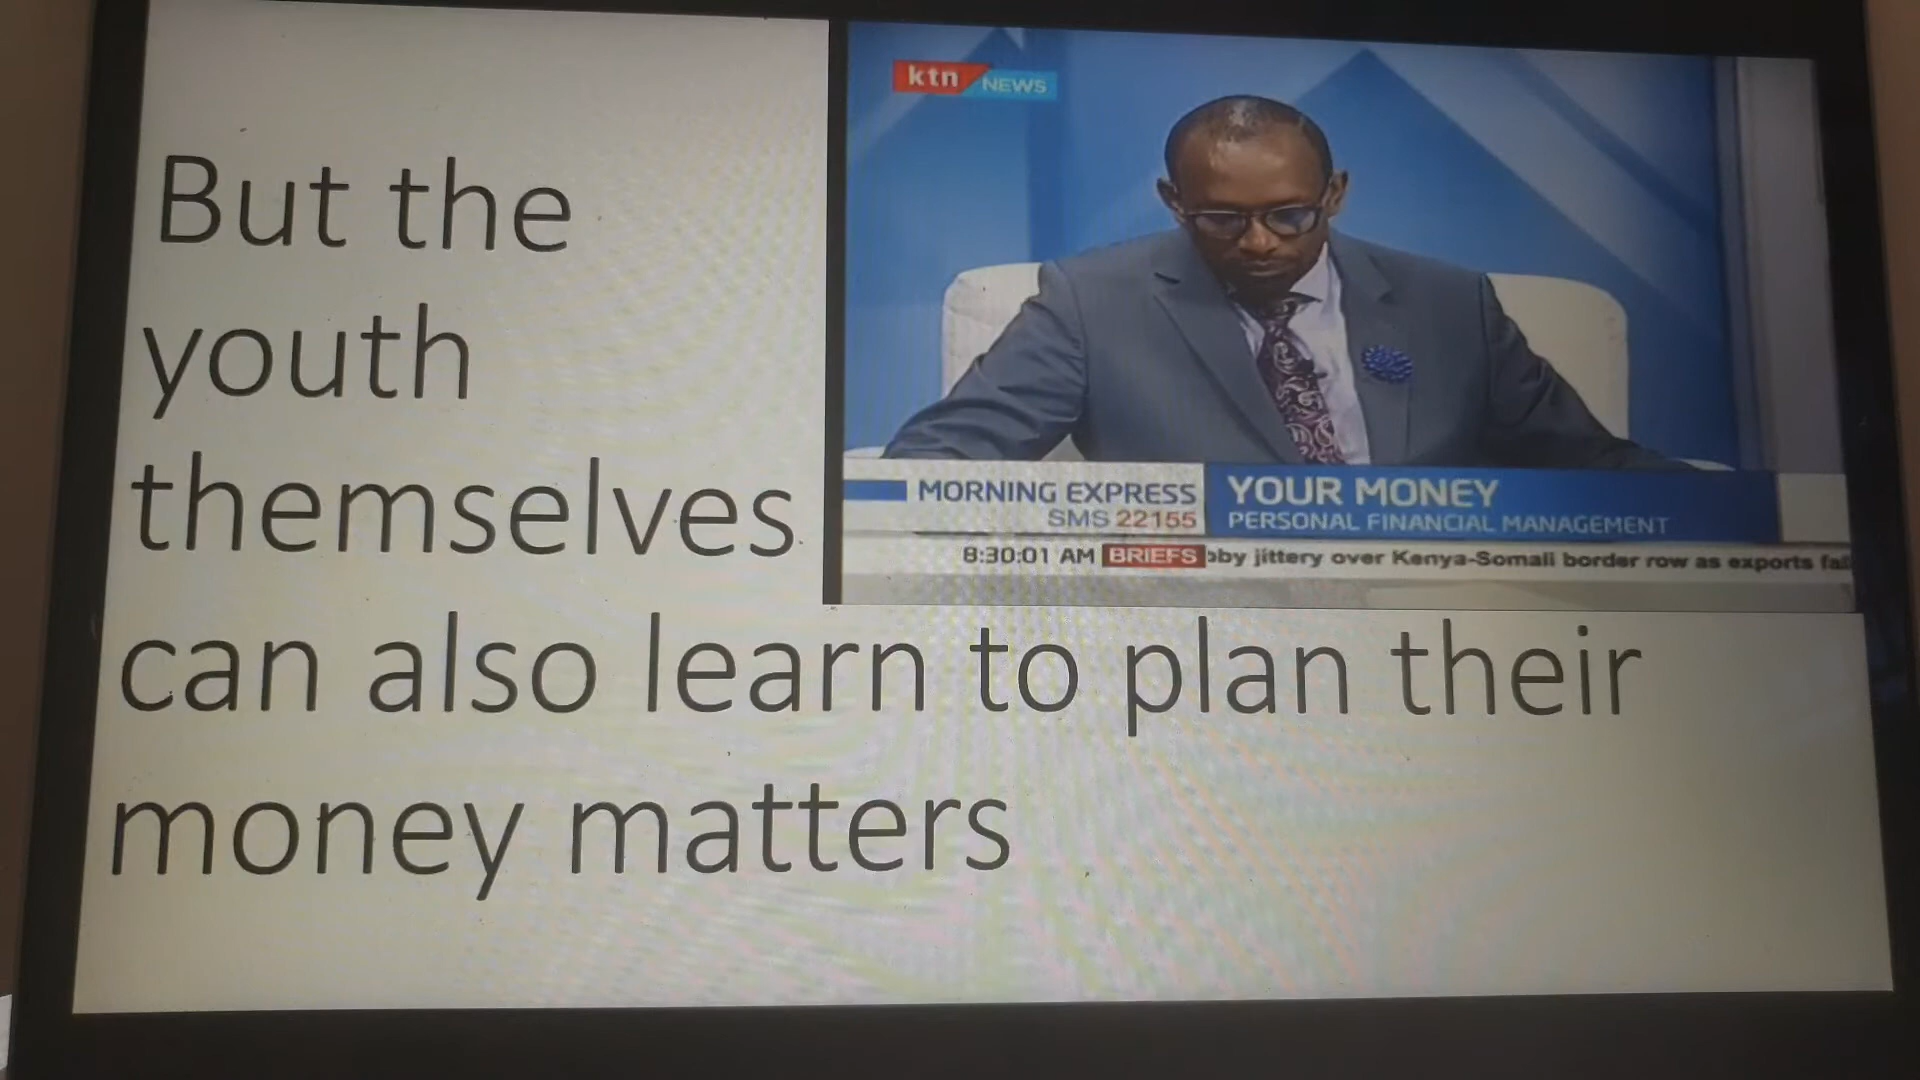 But the
youth
themselves
can also learn to plan their
money matters
ktn NEWS
MORNING EXPRESS
SMS 22155
YOUR MONEY
PERSONAL FINANCIAL MANAGEMENT
8:30:01 AM BRIEFS jittery over Kenya-Somali border row as exports